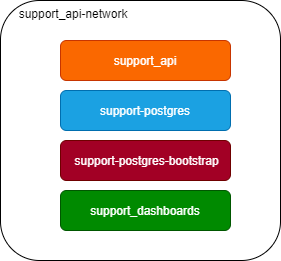 support_api-network
support_api
support-postgres
support-postgres-bootstrap
support_dashboards